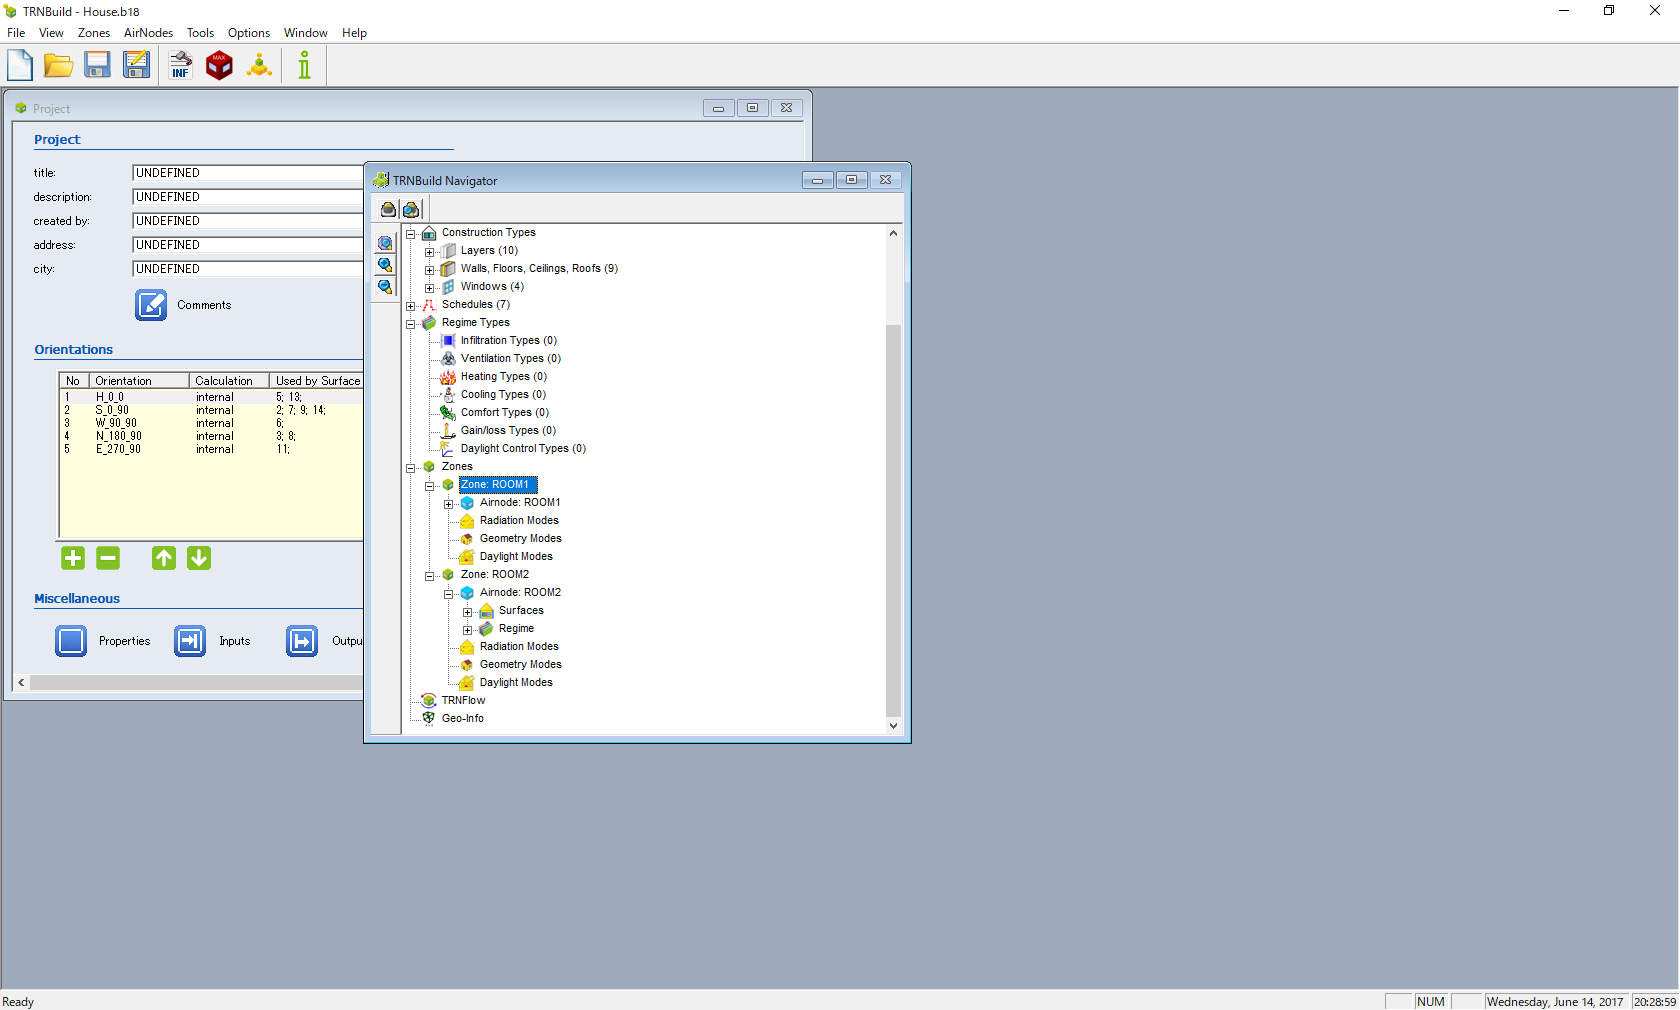 TRNBuild - House.b18
File View Zones AirNodes Tools Options Window Help
INF
MAX
Project
Project
title: UNDEFINED
description: UNDEFINED
created by: UNDEFINED
address: UNDEFINED
city: UNDEFINED
Comments
Orientations
No Orientation Calculation Used by Surface
1 H_0_0 internal 5; 13;
2 S_0_90 internal 2; 7; 9; 14;
3 W_90_90 internal 6;
4 N_180_90 internal 3; 8;
5 E_270_90 internal 11;
Miscellaneous
Properties Inputs Outpu
TRNBuild Navigator
Construction Types
Layers (10)
Walls, Floors, Ceilings, Roofs (9)
Windows (4)
Schedules (7)
Regime Types
Infiltration Types (0)
Ventilation Types (0)
Heating Types (0)
Cooling Types (0)
Comfort Types (0)
Gain/loss Types (0)
Daylight Control Types (0)
Zones
Zone: ROOM1
Airnode: ROOM1
Radiation Modes
Geometry Modes
Daylight Modes
Zone: ROOM2
Airnode: ROOM2
Surfaces
Regime
Radiation Modes
Geometry Modes
Daylight Modes
TRNFlow
Geo-Info
Ready NUM Wednesday, June 14, 2017 20:28:59